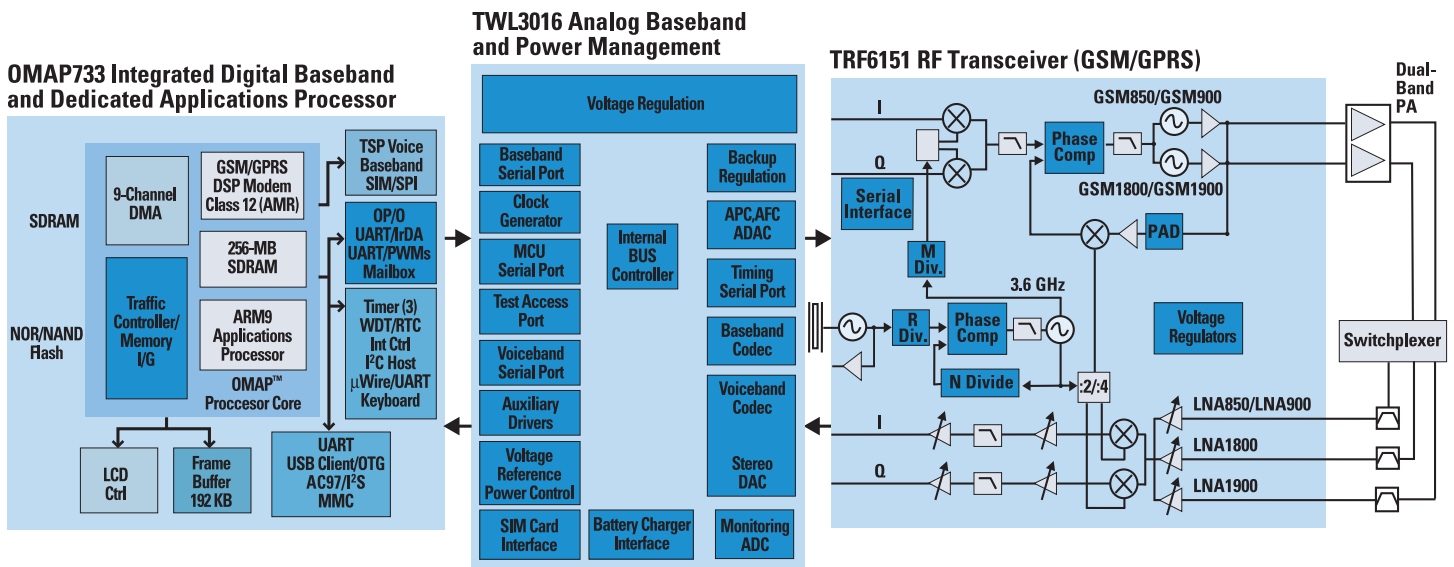 TWL3016 Analog Baseband
and Power Management
OMAP733 Integrated Digital Baseband
and Dedicated Applications Processor
TRF6151 RF Transceiver (GSM/GPRS)
SDRAM
NOR/NAND
Flash
9-Channel
DMA
GSM/GPRS
DSP Modem
Class 12 (AMR)
256-MB
SDRAM
Traffic
Controller/
Memory
I/G
ARM9
Applications
Processor
OMAP™
Proccesor Core
TSP Voice
Baseband
SIM/SPI
OP/O
UART/IrDA
UART/PWMs
Mailbox
Timer (3)
WDT/RTC
Int Ctrl
I²C Host
µWire/UART
Keyboard
LCD
Ctrl
Frame
Buffer
192 KB
UART
USB Client/OTG
AC97/I²S
MMC
Voltage Regulation
Baseband
Serial Port
Clock
Generator
MCU
Serial Port
Test Access
Port
Voiceband
Serial Port
Auxiliary
Drivers
Voltage
Reference
Power Control
SIM Card
Interface
Internal
BUS
Controller
Battery Charger
Interface
Backup
Regulation
APC,AFC
ADAC
Timing
Serial Port
Baseband
Codec
Voiceband
Codec
Stereo
DAC
Monitoring
ADC
I
Q
Serial
Interface
M
Div.
Phase
Comp
GSM850/GSM900
GSM1800/GSM1900
PAD
3.6 GHz
R
Div.
Phase
Comp
N Divide
:2/:4
Voltage
Regulators
I
Q
LNA850/LNA900
LNA1800
LNA1900
Dual-
Band
PA
Switchplexer